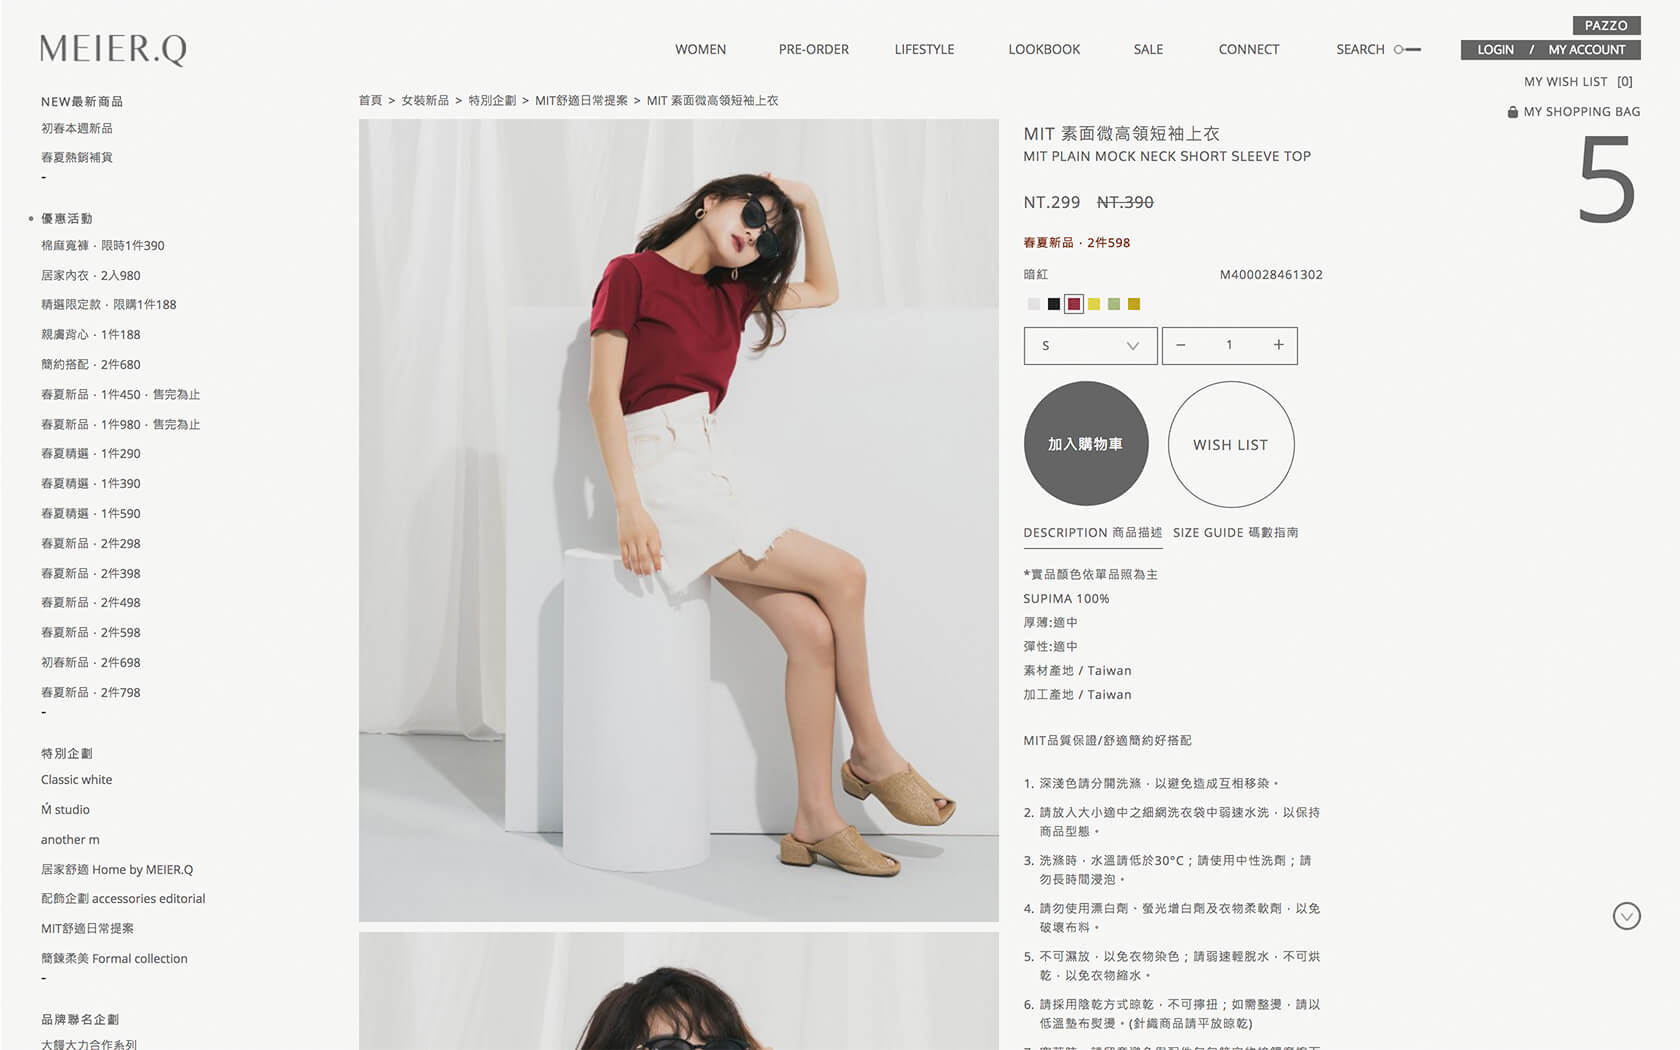 MEIER.Q
WOMEN
PRE-ORDER
LIFESTYLE
LOOKBOOK
SALE
CONNECT
SEARCH
PAZZO
LOGIN / MY ACCOUNT
MY WISH LIST [0]
MY SHOPPING BAG
5
NEW最新商品
初春本週新品
春夏熱銷補貨
-
優惠活動
棉麻寬褲．限時1件390
居家內衣．2入980
精選限定款．限購1件188
親膚背心．1件188
簡約搭配．2件680
春夏新品．1件450．售完為止
春夏新品．1件980．售完為止
春夏精選．1件290
春夏精選．1件390
春夏精選．1件590
春夏新品．2件298
春夏新品．2件398
春夏新品．2件498
春夏新品．2件598
初春新品．2件698
春夏新品．2件798
-
特別企劃
Classic white
Ḿ studio
another m
居家舒適 Home by MEIER.Q
配飾企劃 accessories editorial
MIT舒適日常提案
簡鍊柔美 Formal collection
-
品牌聯名企劃
大饅大力合作系列
首頁 > 女裝新品 > 特別企劃 > MIT舒適日常提案 > MIT 素面微高領短袖上衣
MIT 素面微高領短袖上衣
MIT PLAIN MOCK NECK SHORT SLEEVE TOP
NT.299 NT.390
春夏新品．2件598
暗紅 M400028461302
S
− 1 +
加入購物車
WISH LIST
DESCRIPTION 商品描述 SIZE GUIDE 碼數指南
*實品顏色依單品照為主
SUPIMA 100%
厚薄:適中
彈性:適中
素材產地 / Taiwan
加工產地 / Taiwan
MIT品質保證/舒適簡約好搭配
1. 深淺色請分開洗滌，以避免造成互相移染。
2. 請放入大小適中之細網洗衣袋中弱速水洗，以保持
商品型態。
3. 洗滌時，水溫請低於30°C；請使用中性洗劑；請
勿長時間浸泡。
4. 請勿使用漂白劑、螢光增白劑及衣物柔軟劑，以免
破壞布料。
5. 不可濕放，以免衣物染色；請弱速輕脫水，不可烘
乾，以免衣物縮水。
6. 請採用陰乾方式晾乾，不可擰扭；如需整燙，請以
低溫墊布熨燙。(針織商品請平放晾乾)